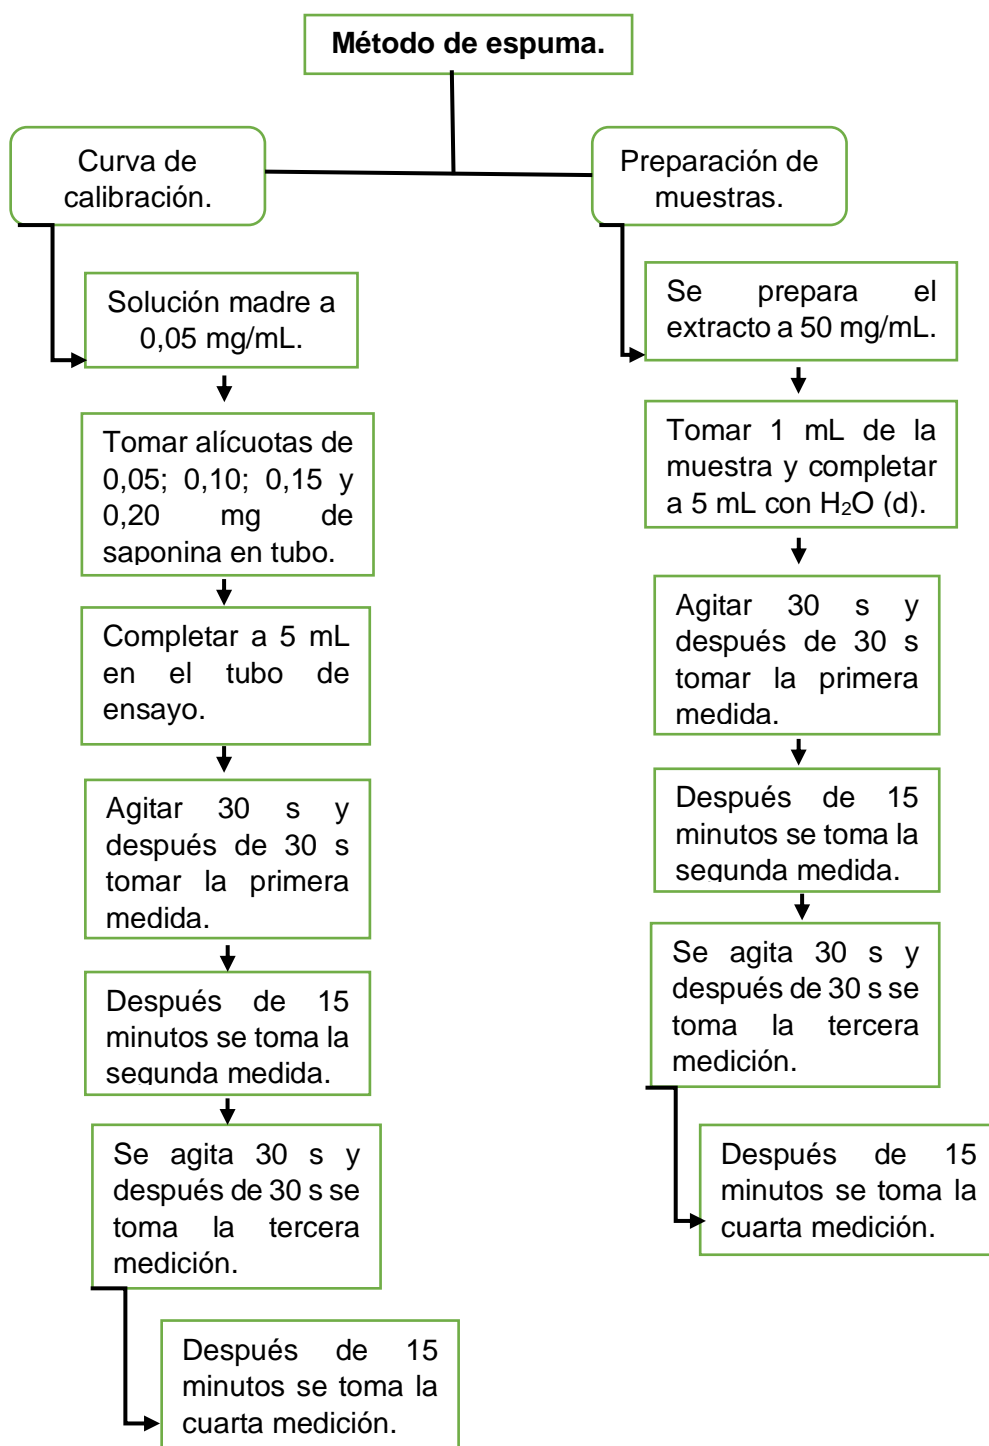 Método de espuma.
Curva de
calibración.
Solución madre a
0,05 mg/mL.
Tomar alícuotas de
0,05; 0,10; 0,15 y
0,20 mg de
saponina en tubo.
Completar a 5 mL
en el tubo de
ensayo.
Agitar 30 s y
después de 30 s
tomar la primera
medida.
Después de 15
minutos se toma la
segunda medida.
Se agita 30 s y
después de 30 s se
toma la tercera
medición.
Después de 15
minutos se toma la
cuarta medición.
Preparación de
muestras.
Se prepara el
extracto a 50 mg/mL.
Tomar 1 mL de la
muestra y completar
a 5 mL con H₂O (d).
Agitar 30 s y
después de 30 s
tomar la primera
medida.
Después de 15
minutos se toma la
segunda medida.
Se agita 30 s y
después de 30 s se
toma la tercera
medición.
Después de 15
minutos se toma la
cuarta medición.